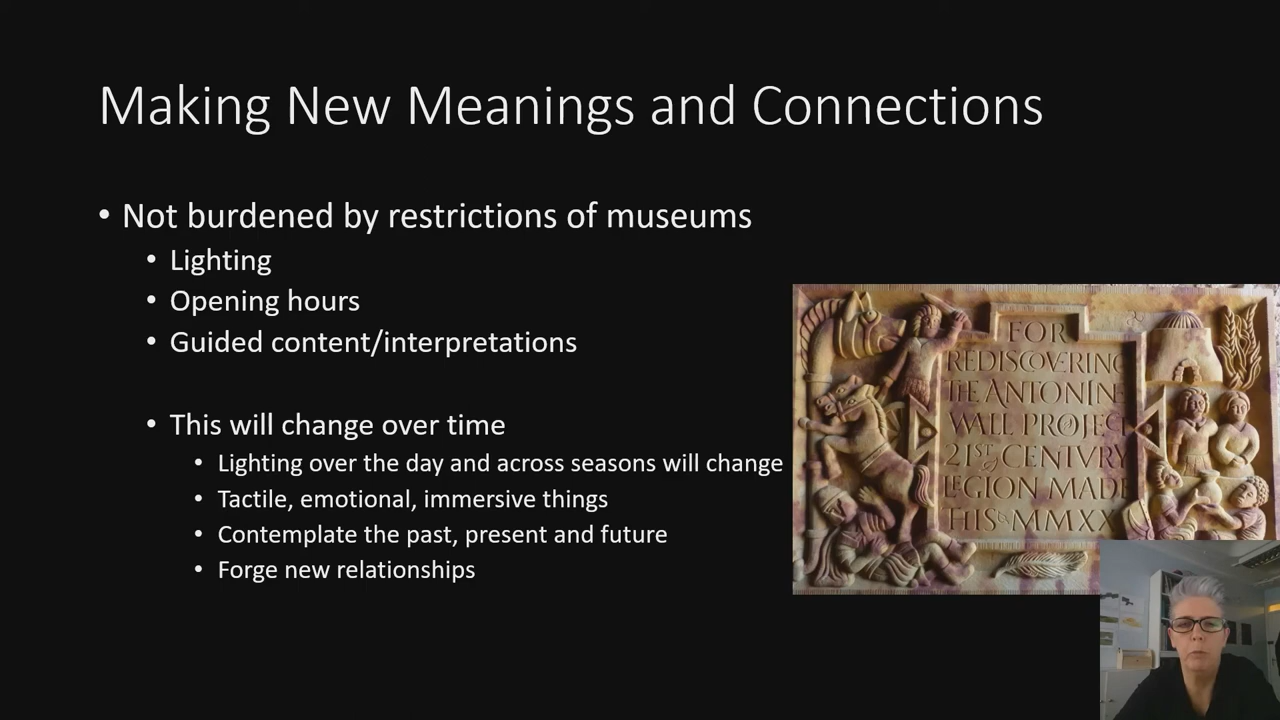 Making New Meanings and Connections
• Not burdened by restrictions of museums
• Lighting
• Opening hours
• Guided content/interpretations
• This will change over time
• Lighting over the day and across seasons will change
• Tactile, emotional, immersive things
• Contemplate the past, present and future
• Forge new relationships
FOR
REDISCOVERING
THE ANTONINE
WALL PROJECT
21ST CENTVRY
LEGION MADE
THIS MMXX